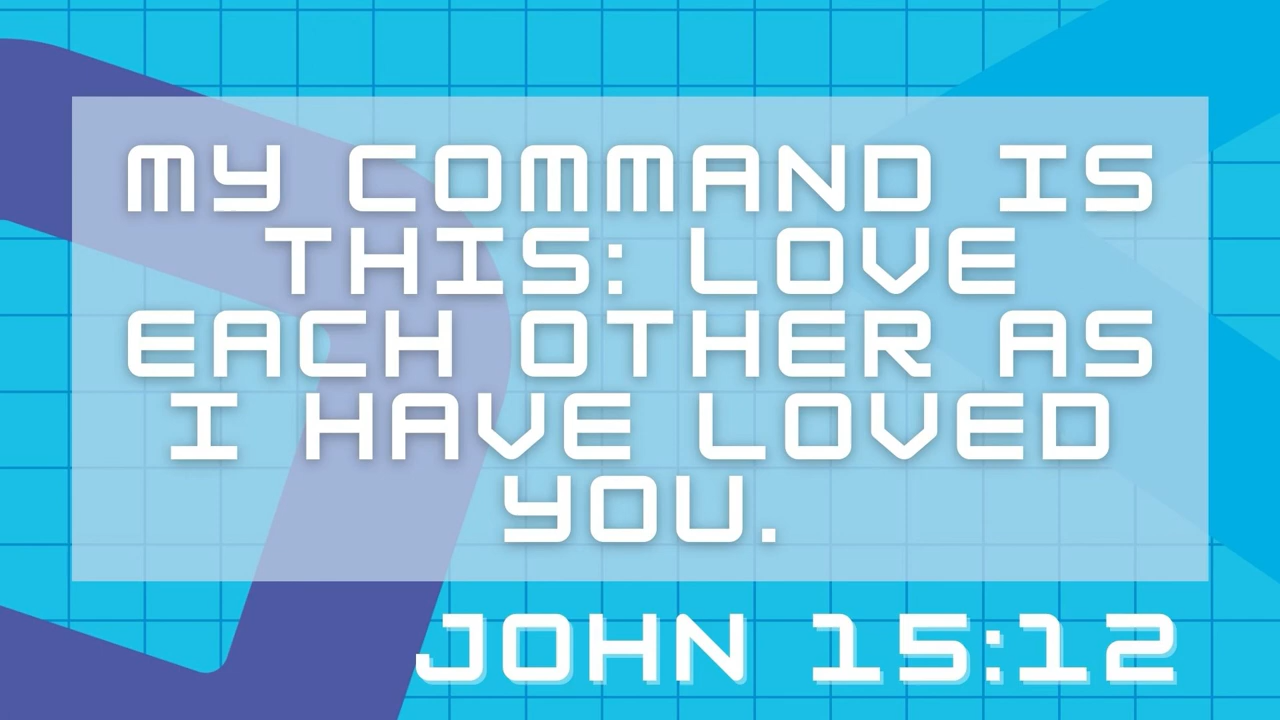 MY COMMAND IS
THIS: LOVE
EACH OTHER AS
I HAVE LOVED
YOU.
JOHN 15:12